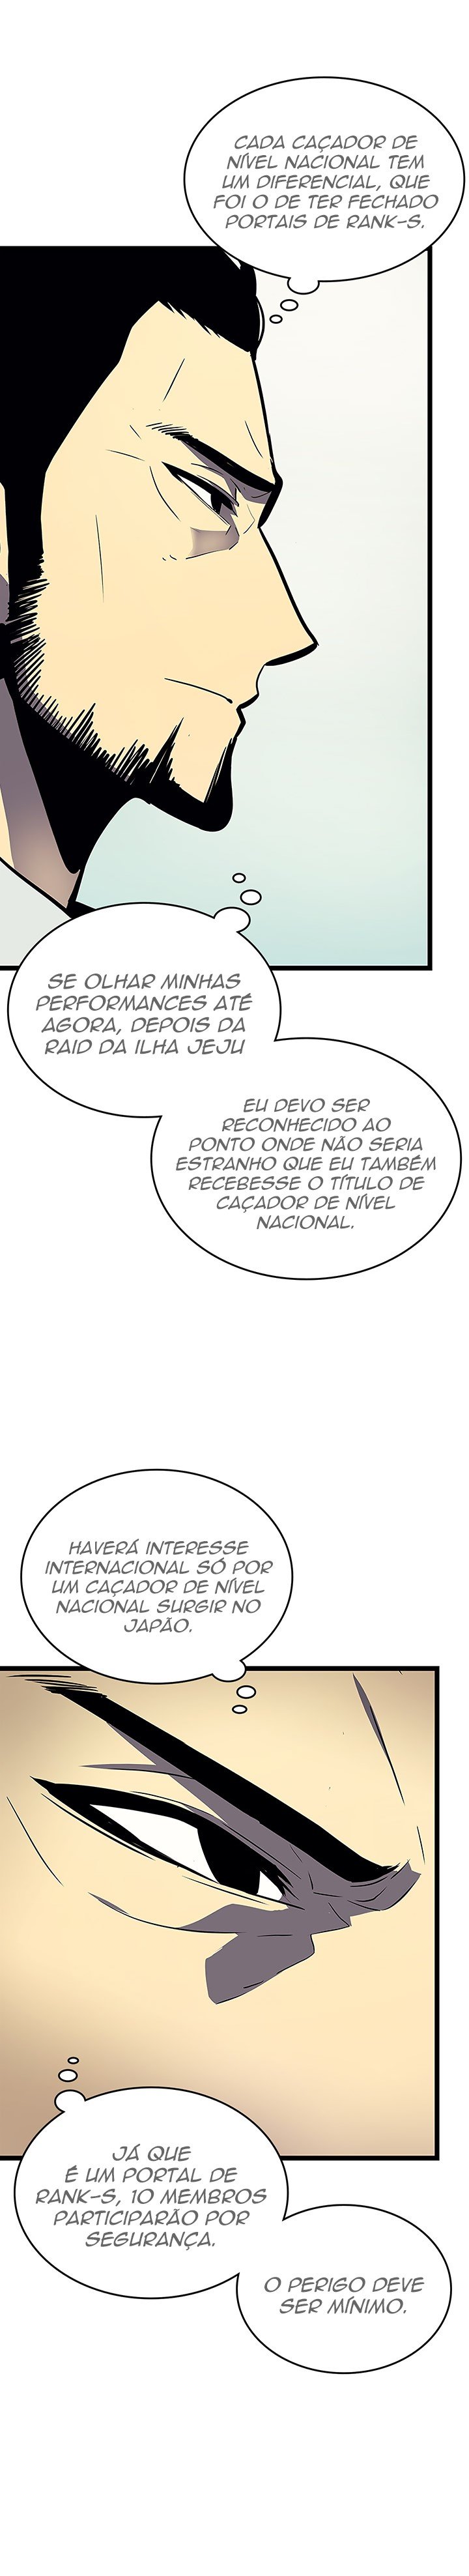 CADA CAÇADOR DE
NÍVEL NACIONAL TEM
UM DIFERENCIAL, QUE
FOI O DE TER FECHADO
PORTAIS DE RANK-S.
SE OLHAR MINHAS
PERFORMANCES ATÉ
AGORA, DEPOIS DA
RAID DA ILHA JEJU
EU DEVO SER
RECONHECIDO AO
PONTO ONDE NÃO SERIA
ESTRANHO QUE EU TAMBÉM
RECEBESSE O TÍTULO DE
CAÇADOR DE NÍVEL
NACIONAL.
HAVERÁ INTERESSE
INTERNACIONAL SÓ POR
UM CAÇADOR DE NÍVEL
NACIONAL SURGIR NO
JAPÃO.
JÁ QUE
É UM PORTAL DE
RANK-S, 10 MEMBROS
PARTICIPARÃO POR
SEGURANÇA.
O PERIGO DEVE
SER MÍNIMO.